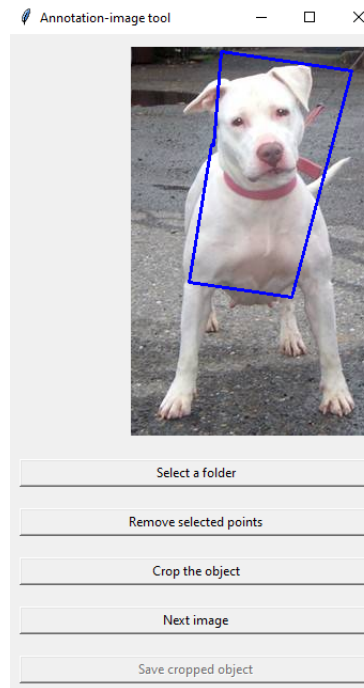 Annotation-image tool
Select a folder
Remove selected points
Crop the object
Next image
Save cropped object